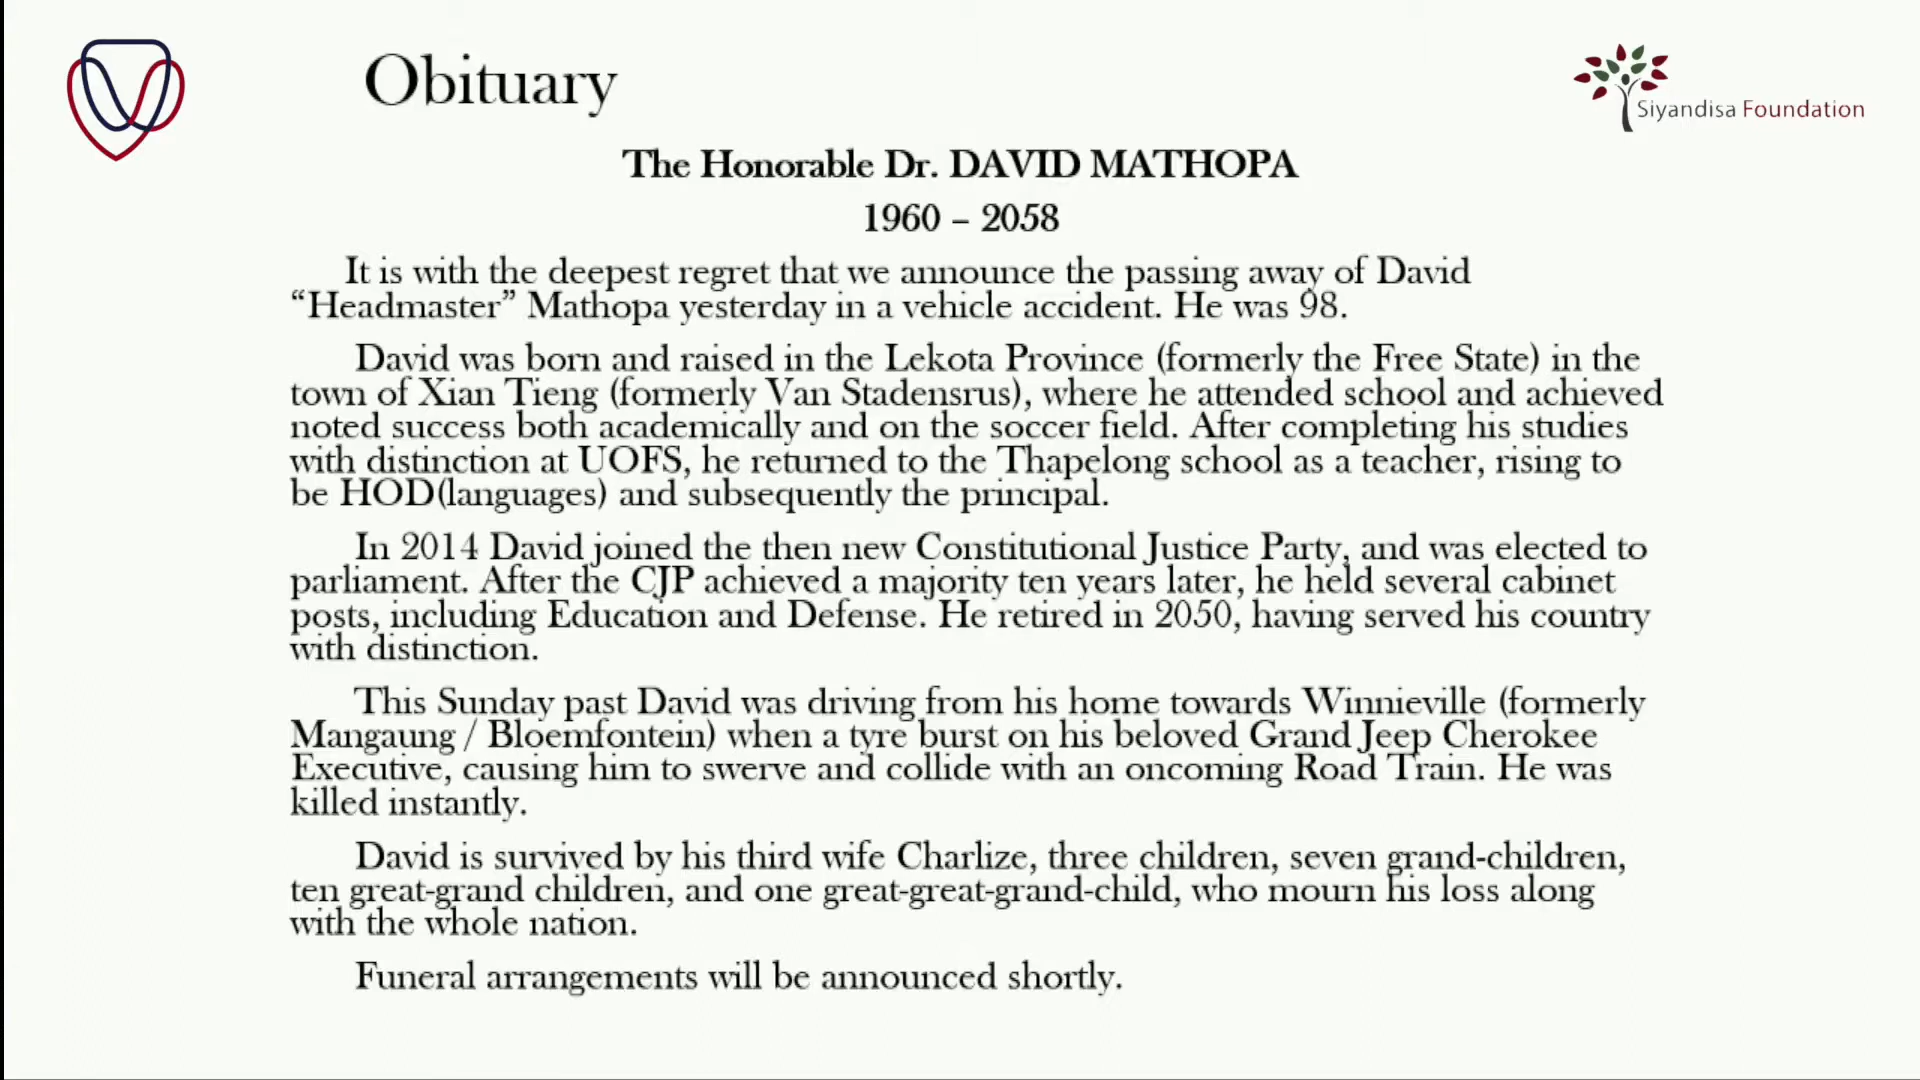 Obituary
Siyandisa Foundation
The Honorable Dr. DAVID MATHOPA
1960 – 2058
It is with the deepest regret that we announce the passing away of David
“Headmaster” Mathopa yesterday in a vehicle accident. He was 98.
David was born and raised in the Lekota Province (formerly the Free State) in the
town of Xian Tieng (formerly Van Stadensrus), where he attended school and achieved
noted success both academically and on the soccer field. After completing his studies
with distinction at UOFS, he returned to the Thapelong school as a teacher, rising to
be HOD(languages) and subsequently the principal.
In 2014 David joined the then new Constitutional Justice Party, and was elected to
parliament. After the CJP achieved a majority ten years later, he held several cabinet
posts, including Education and Defense. He retired in 2050, having served his country
with distinction.
This Sunday past David was driving from his home towards Winnieville (formerly
Mangaung / Bloemfontein) when a tyre burst on his beloved Grand Jeep Cherokee
Executive, causing him to swerve and collide with an oncoming Road Train. He was
killed instantly.
David is survived by his third wife Charlize, three children, seven grand-children,
ten great-grand children, and one great-great-grand-child, who mourn his loss along
with the whole nation.
Funeral arrangements will be announced shortly.